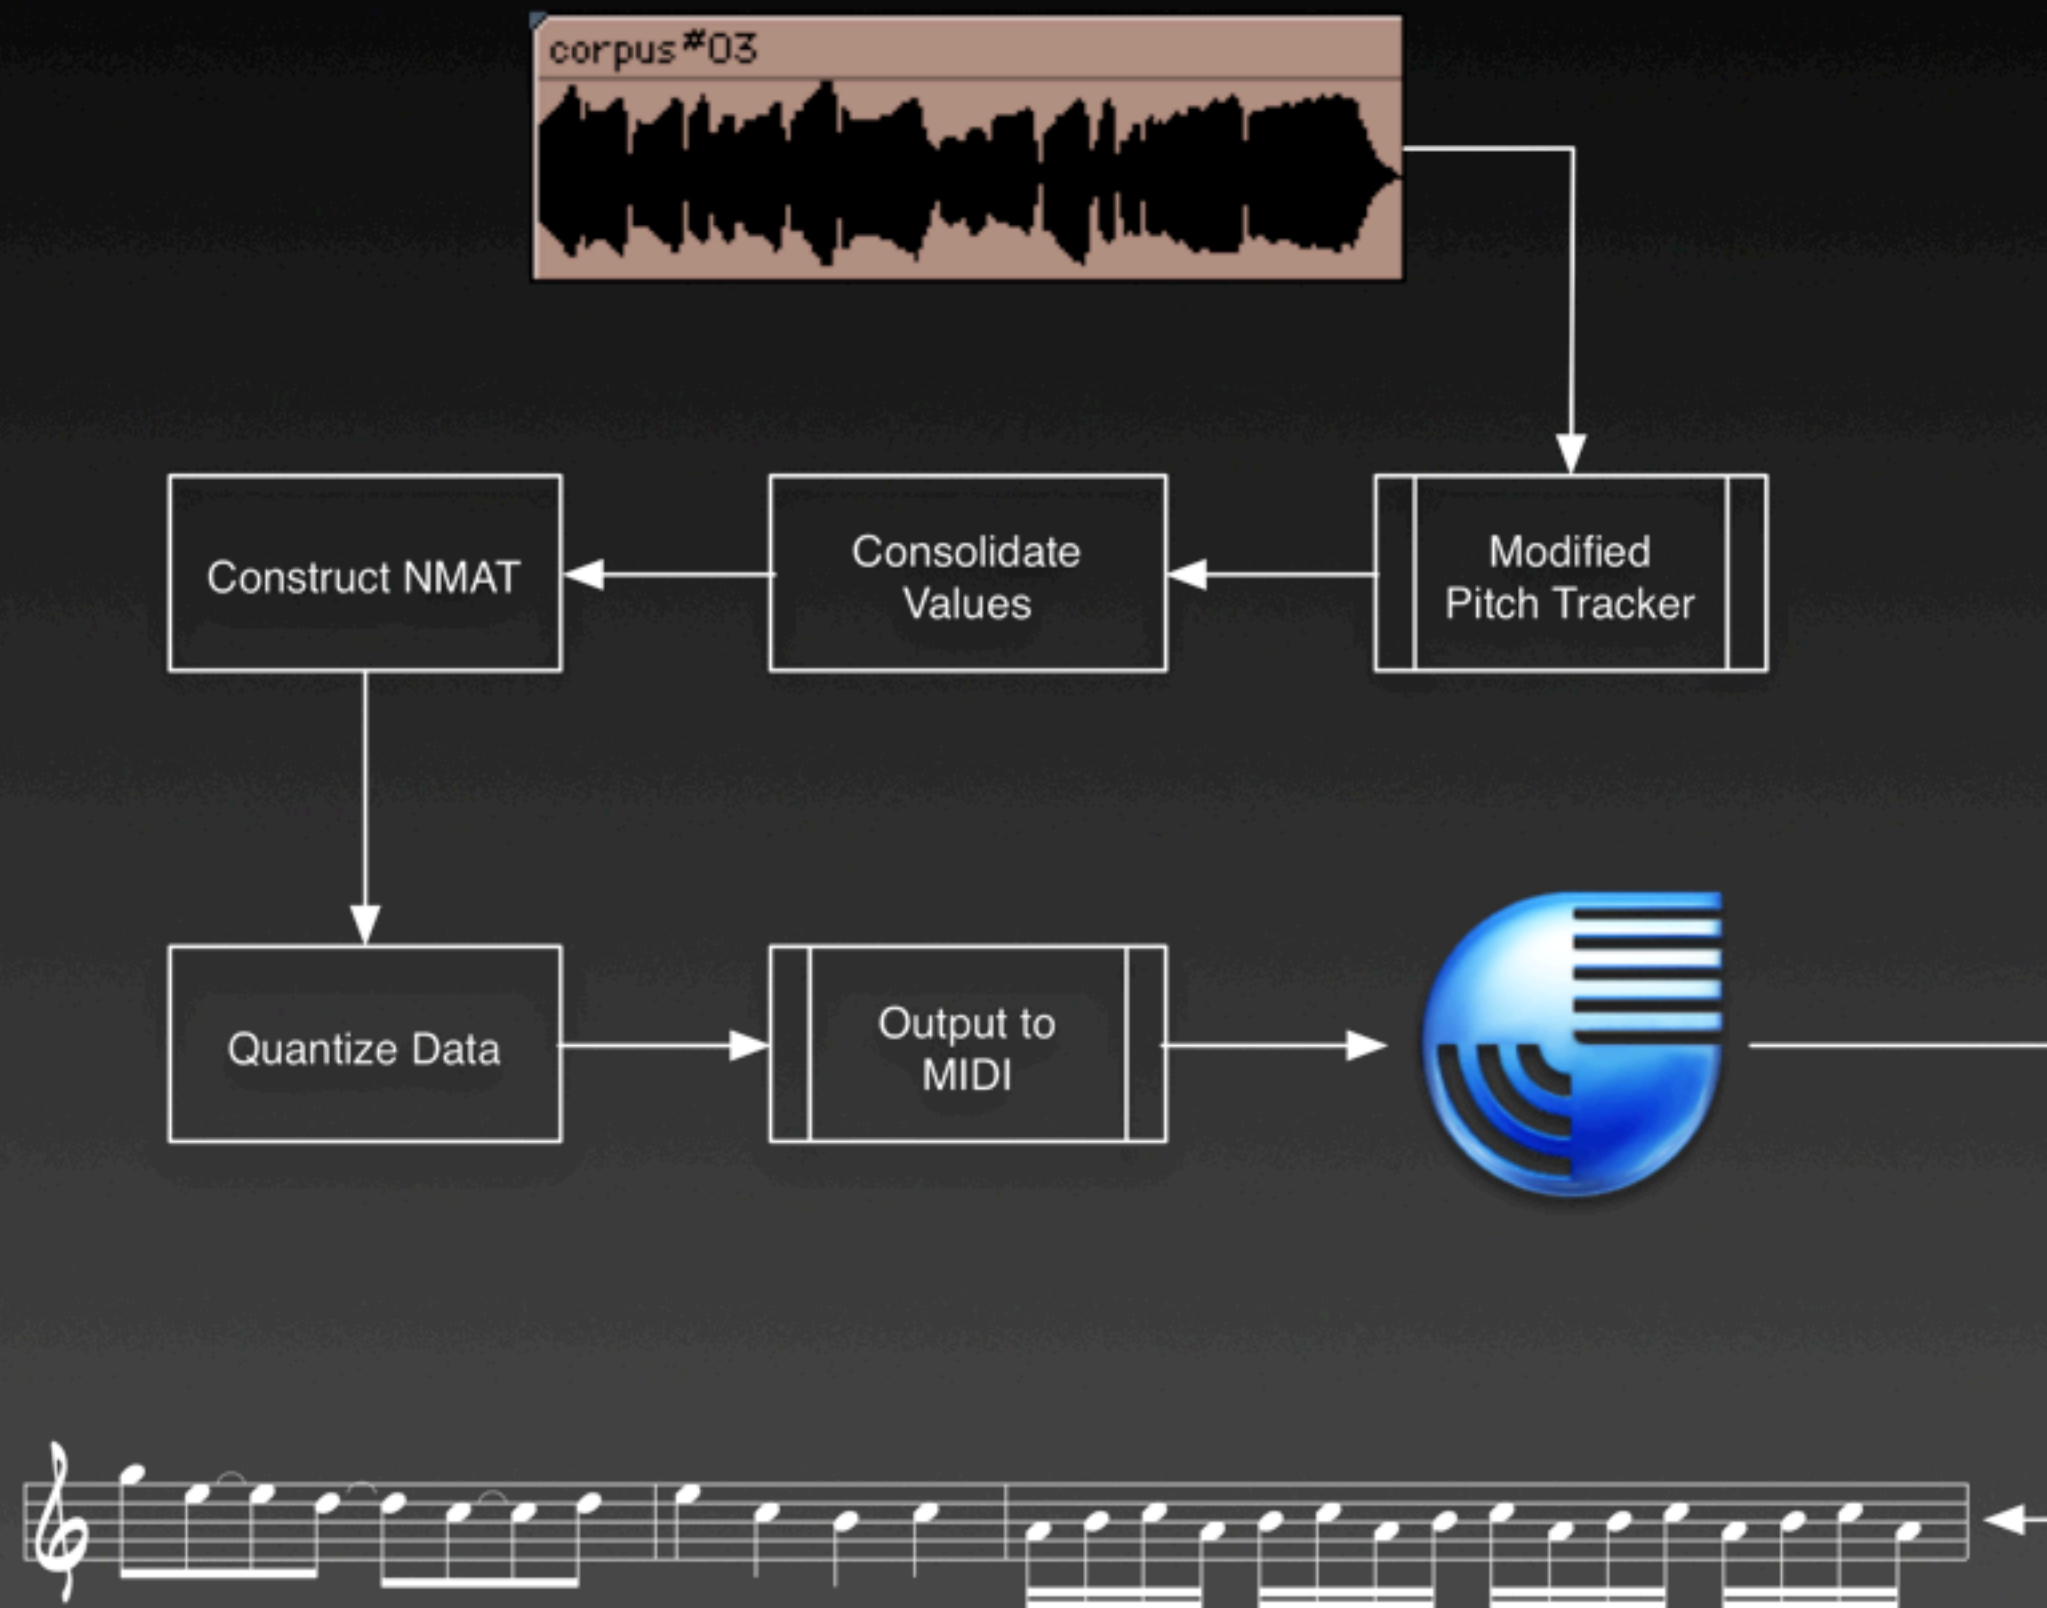 corpus#03
Construct NMAT
Consolidate
Values
Modified
Pitch Tracker
Quantize Data
Output to
MIDI